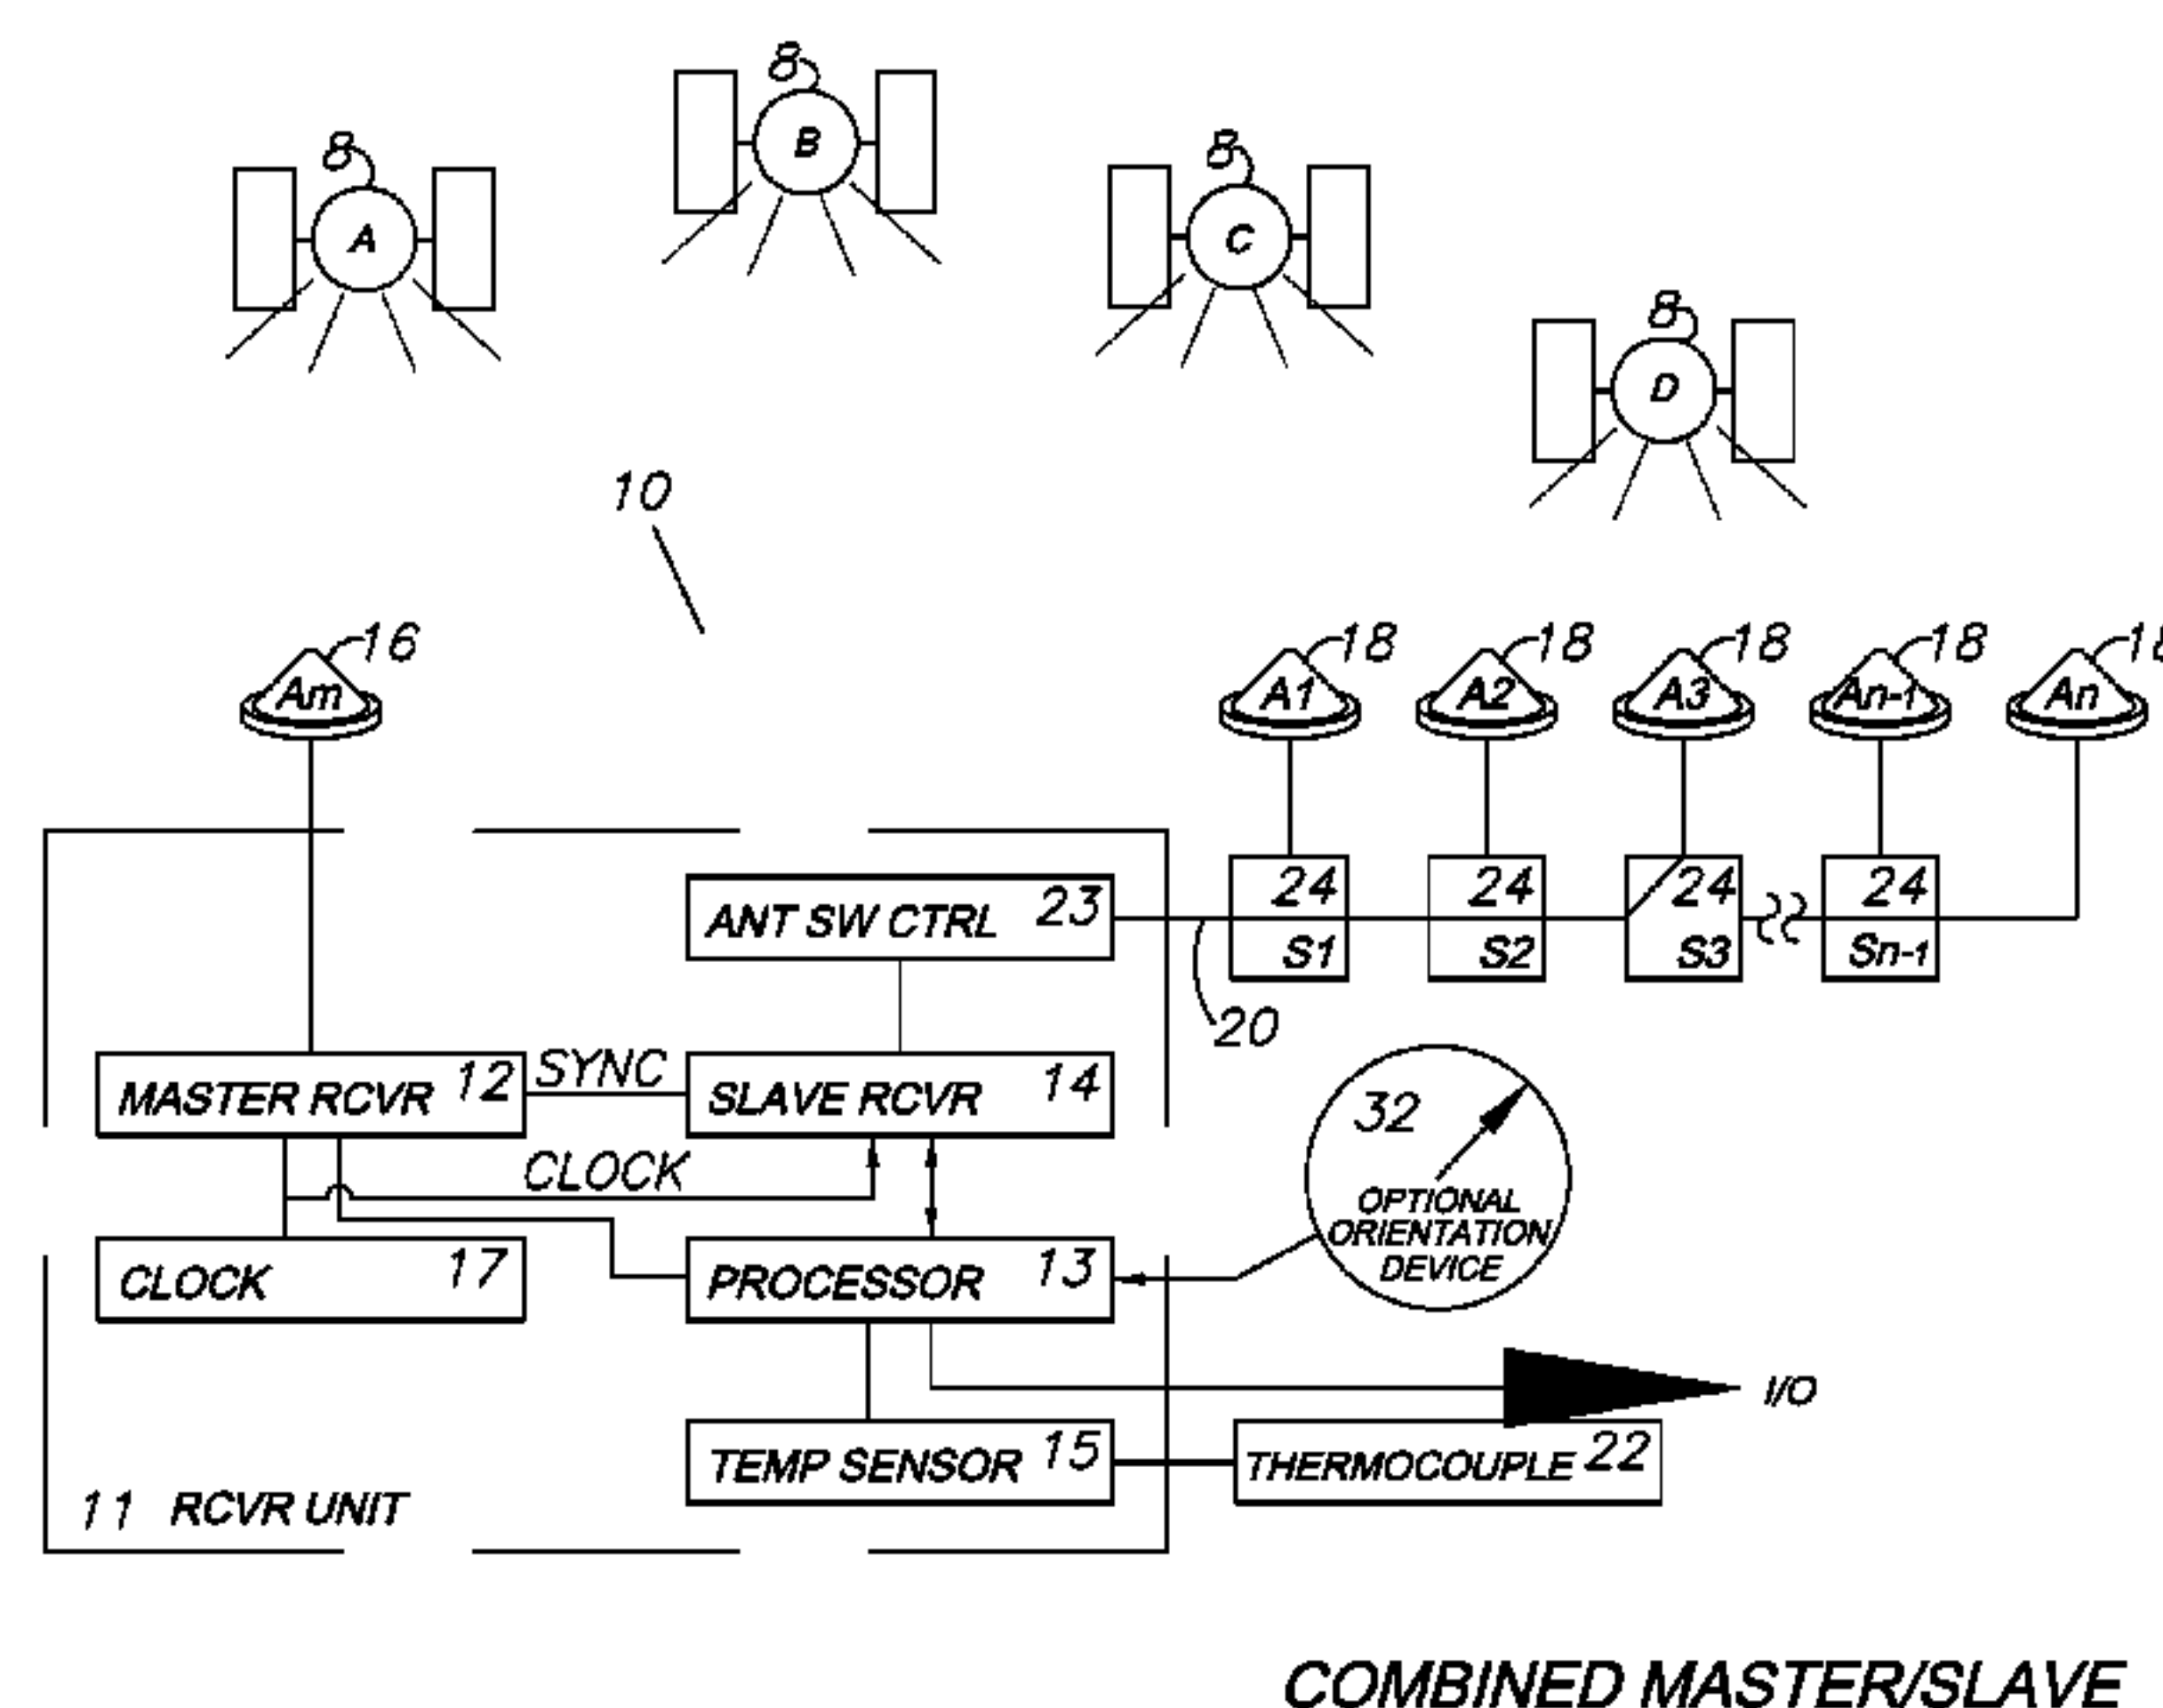 8
B
8
A
8
C
8
D
10
16
Am
18
A1
18
A2
18
A3
18
An-1
An
ANT SW CTRL 23
24
S1
24
S2
24
S3
24
Sn-1
20
MASTER RCVR 12
SYNC
SLAVE RCVR 14
CLOCK
32
OPTIONAL
ORIENTATION
DEVICE
CLOCK 17
PROCESSOR 13
I/O
TEMP SENSOR 15
THERMOCOUPLE 22
11 RCVR UNIT
COMBINED MASTER/SLAVE